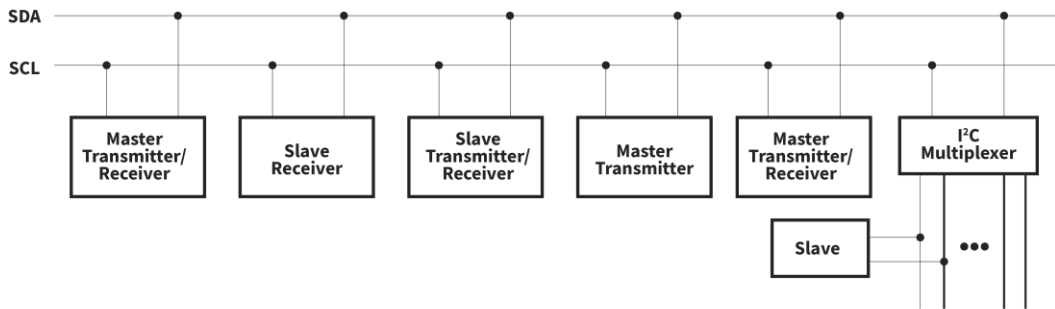 SDA
SCL
Master
Transmitter/
Receiver
Slave
Receiver
Slave
Transmitter/
Receiver
Master
Transmitter
Master
Transmitter/
Receiver
I²C
Multiplexer
Slave